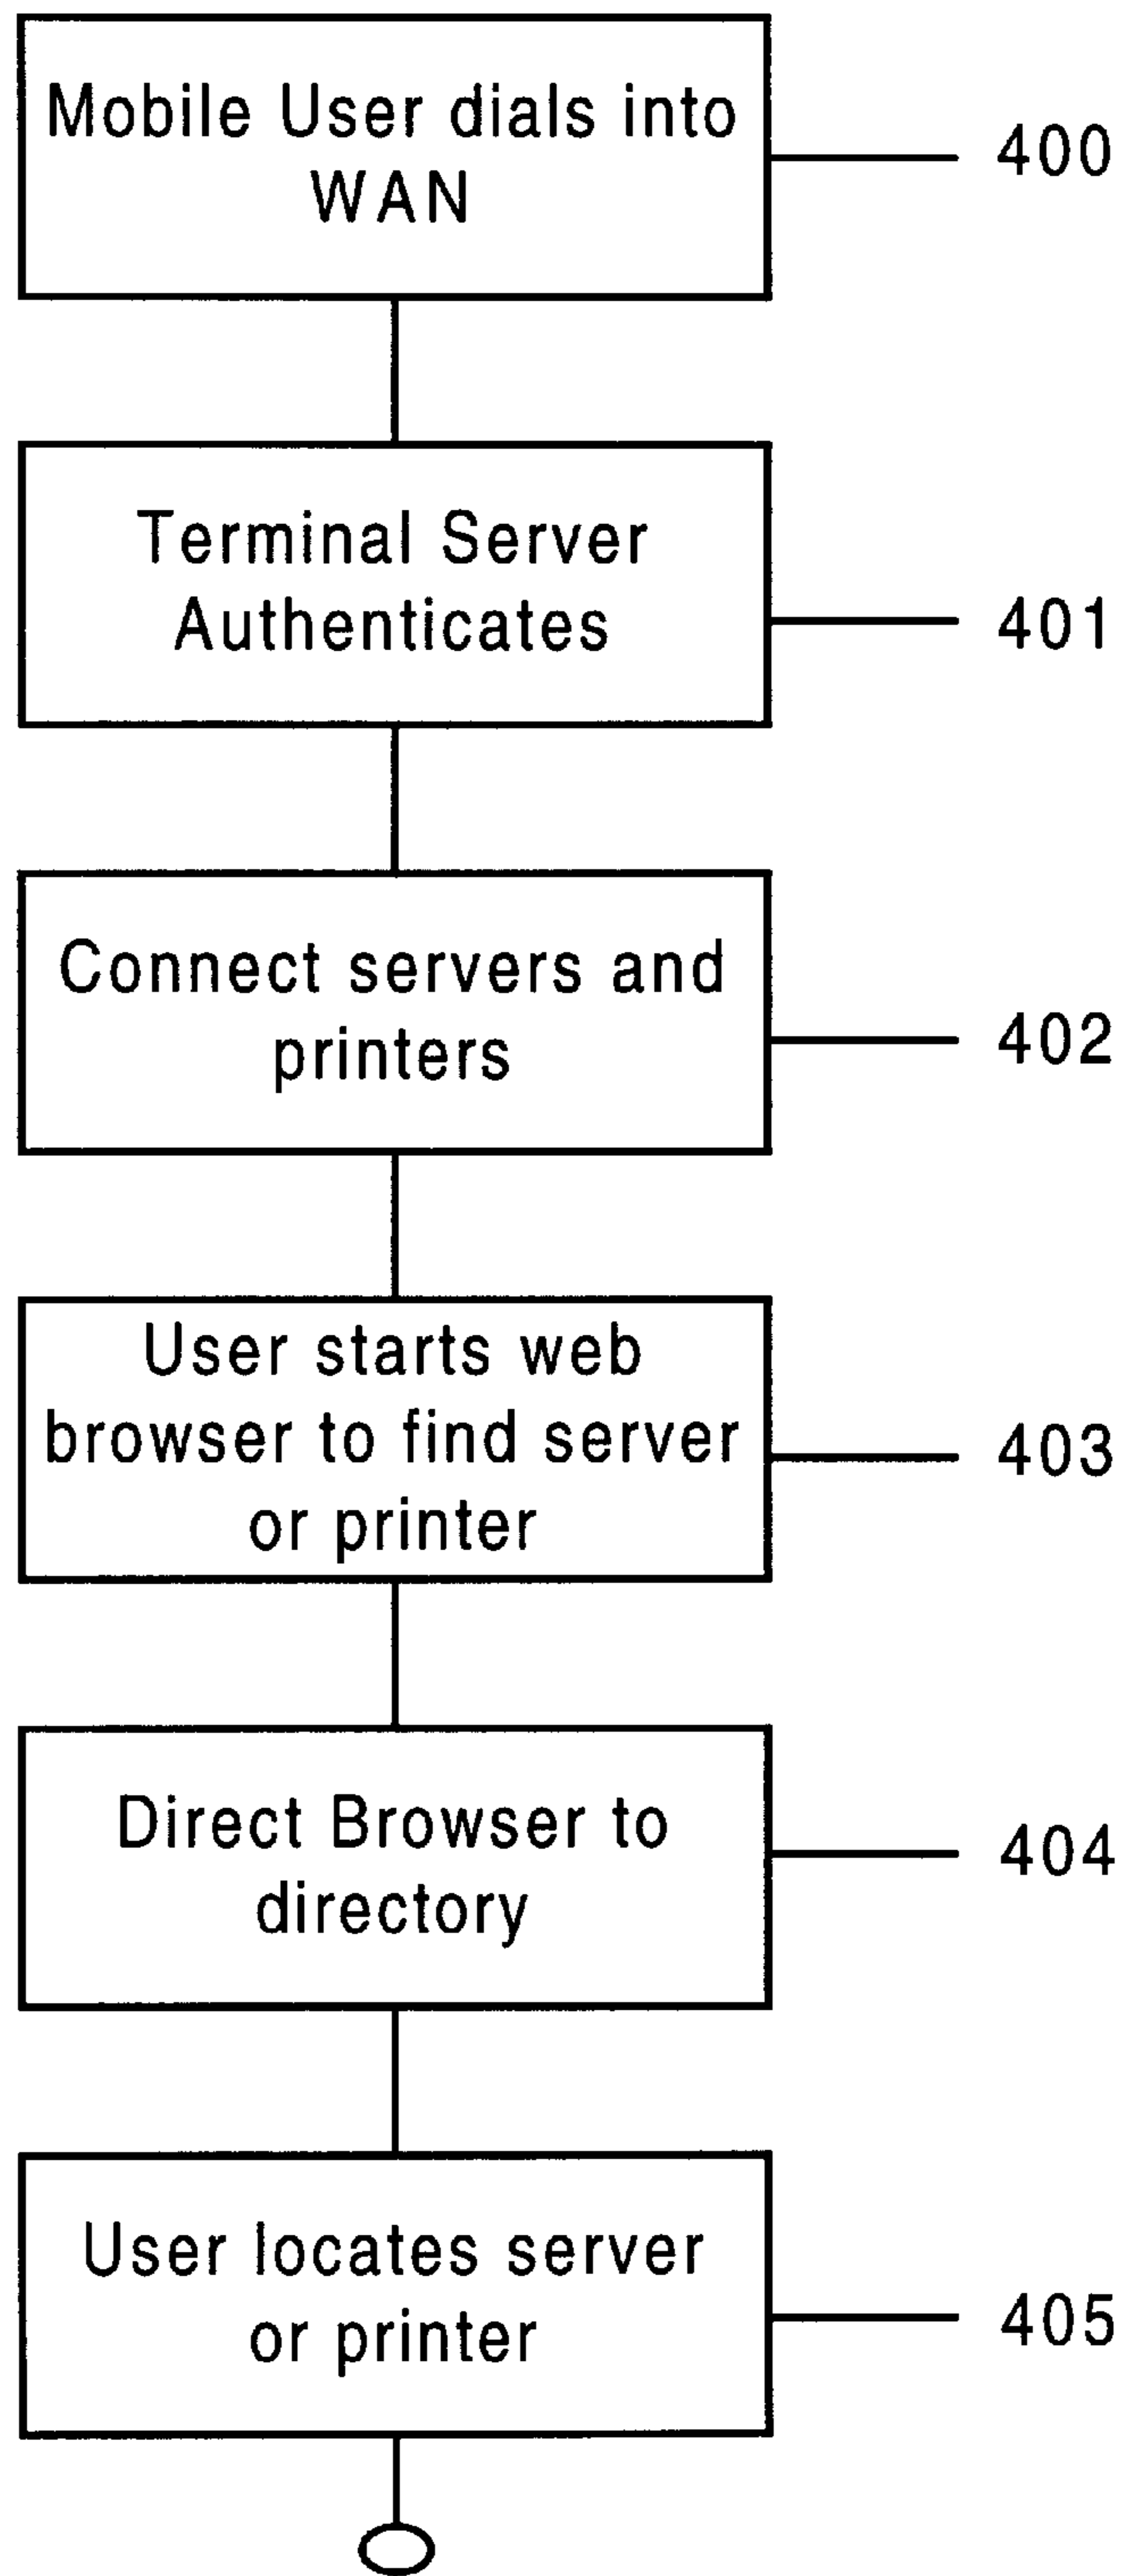 Mobile User dials into
WAN
400
Terminal Server
Authenticates
401
Connect servers and
printers
402
User starts web
browser to find server
or printer
403
Direct Browser to
directory
404
User locates server
or printer
405